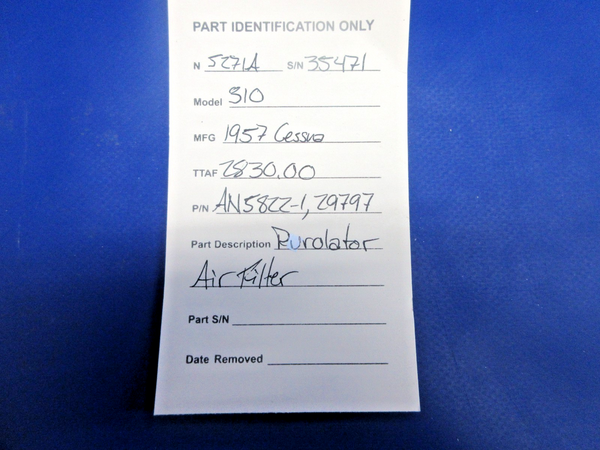 PART IDENTIFICATION ONLY
N 5271A S/N 35471
Model 310
MFG 1957 Cessna
TTAF 2830.00
P/N AN5822-1, 29797
Part Description Purolator
Air Filter
Part S/N
Date Removed